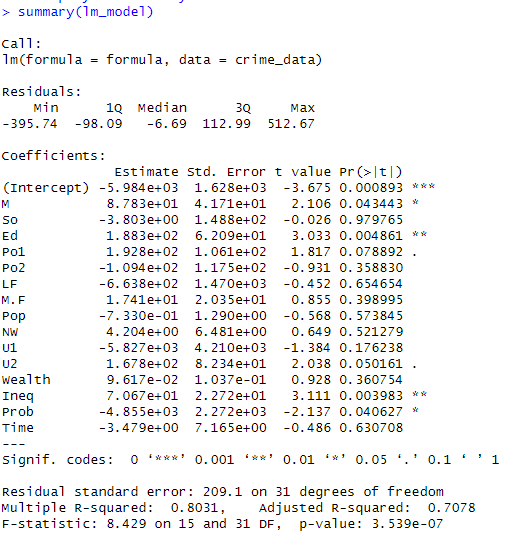 > summary(lm_model)
Call:
lm(formula = formula, data = crime_data)
Residuals:
    Min      1Q  Median      3Q     Max
-395.74  -98.09   -6.69  112.99  512.67
Coefficients:
              Estimate Std. Error t value Pr(>|t|)
(Intercept) -5.984e+03  1.628e+03  -3.675 0.000893 ***
M            8.783e+01  4.171e+01   2.106 0.043443 *
So          -3.803e+00  1.488e+02  -0.026 0.979765
Ed           1.883e+02  6.209e+01   3.033 0.004861 **
Po1          1.928e+02  1.061e+02   1.817 0.078892 .
Po2         -1.094e+02  1.175e+02  -0.931 0.358830
LF          -6.638e+02  1.470e+03  -0.452 0.654654
M.F          1.741e+01  2.035e+01   0.855 0.398995
Pop         -7.330e-01  1.290e+00  -0.568 0.573845
NW           4.204e+00  6.481e+00   0.649 0.521279
U1          -5.827e+03  4.210e+03  -1.384 0.176238
U2           1.678e+02  8.234e+01   2.038 0.050161 .
Wealth       9.617e-02  1.037e-01   0.928 0.360754
Ineq         7.067e+01  2.272e+01   3.111 0.003983 **
Prob        -4.855e+03  2.272e+03  -2.137 0.040627 *
Time        -3.479e+00  7.165e+00  -0.486 0.630708
---
Signif. codes:  0 ‘***’ 0.001 ‘**’ 0.01 ‘*’ 0.05 ‘.’ 0.1 ‘ ’ 1
Residual standard error: 209.1 on 31 degrees of freedom
Multiple R-squared:  0.8031,    Adjusted R-squared:  0.7078
F-statistic: 8.429 on 15 and 31 DF,  p-value: 3.539e-07